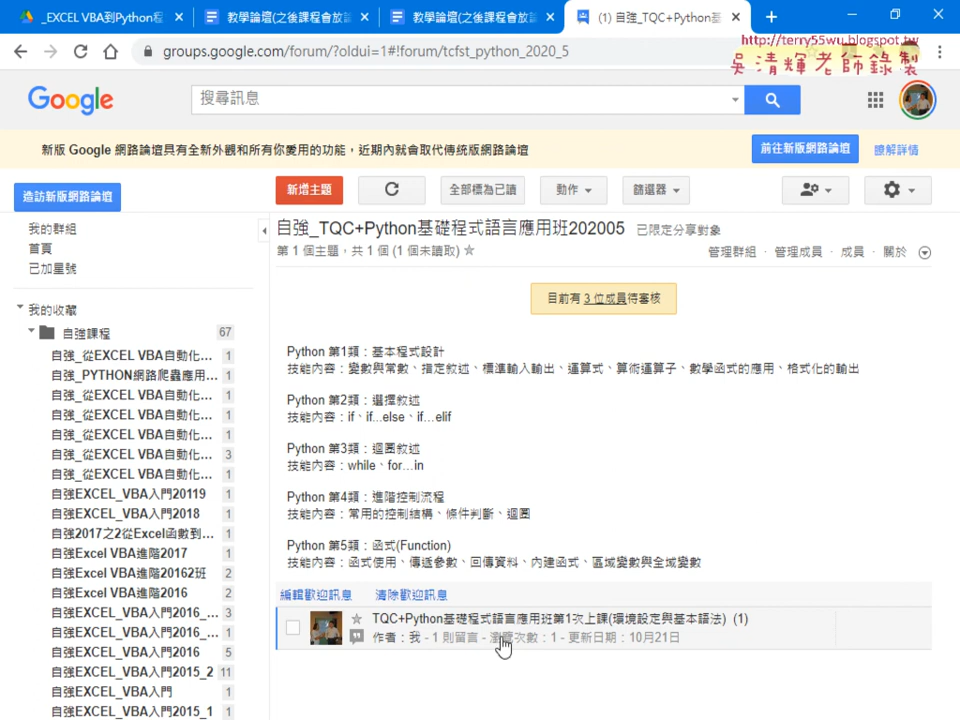 _EXCEL VBA到Python程
教學論壇(之後課程會放該
教學論壇(之後課程會放該
(1) 自強_TQC+Python基
groups.google.com/forum/?oldui=1#!forum/tcfst_python_2020_5
http://terry55wu.blogspot.tw
吳清輝老師錄製
Google
搜尋訊息
新版 Google 網路論壇具有全新外觀和所有你愛用的功能，近期內就會取代傳統版網路論壇
前往新版網路論壇
瞭解詳情
造訪新版網路論壇
新增主題
全部標為已讀
動作
篩選器
我的群組
首頁
已加星號
我的收藏
自強課程 67
自強_從EXCEL VBA自動化... 1
自強_PYTHON網路爬蟲應用... 1
自強_從EXCEL VBA自動化... 1
自強_從EXCEL VBA自動化... 1
自強_從EXCEL VBA自動化... 1
自強_從EXCEL VBA自動化... 3
自強_從EXCEL VBA自動化... 1
自強EXCEL_VBA入門20119 1
自強EXCEL_VBA入門2018 1
自強2017之2從Excel函數到... 1
自強Excel VBA進階2017 1
自強Excel VBA進階20162班 2
自強Excel VBA進階2016 2
自強EXCEL_VBA入門2016_... 3
自強EXCEL_VBA入門2016_... 1
自強EXCEL_VBA入門2016 5
自強EXCEL_VBA入門2015_2 11
自強EXCEL_VBA入門 1
自強EXCEL_VBA入門2015_1 1
自強_TQC+Python基礎程式語言應用班202005 已限定分享對象
第 1 個主題，共 1 個 (1 個未讀取)
管理群組 · 管理成員 · 成員 · 關於
目前有 3 位成員待審核
Python 第1類：基本程式設計
技能內容：變數與常數、指定敘述、標準輸入輸出、運算式、算術運算子、數學函式的應用、格式化的輸出
Python 第2類：選擇敘述
技能內容：if、if...else、if...elif
Python 第3類：迴圈敘述
技能內容：while、for...in
Python 第4類：進階控制流程
技能內容：常用的控制結構、條件判斷、迴圈
Python 第5類：函式(Function)
技能內容：函式使用、傳遞參數、回傳資料、內建函式、區域變數與全域變數
編輯歡迎訊息 清除歡迎訊息
TQC+Python基礎程式語言應用班第1次上課(環境設定與基本語法) (1)
作者：我 - 1 則留言 - 瀏覽次數：1 - 更新日期：10月21日